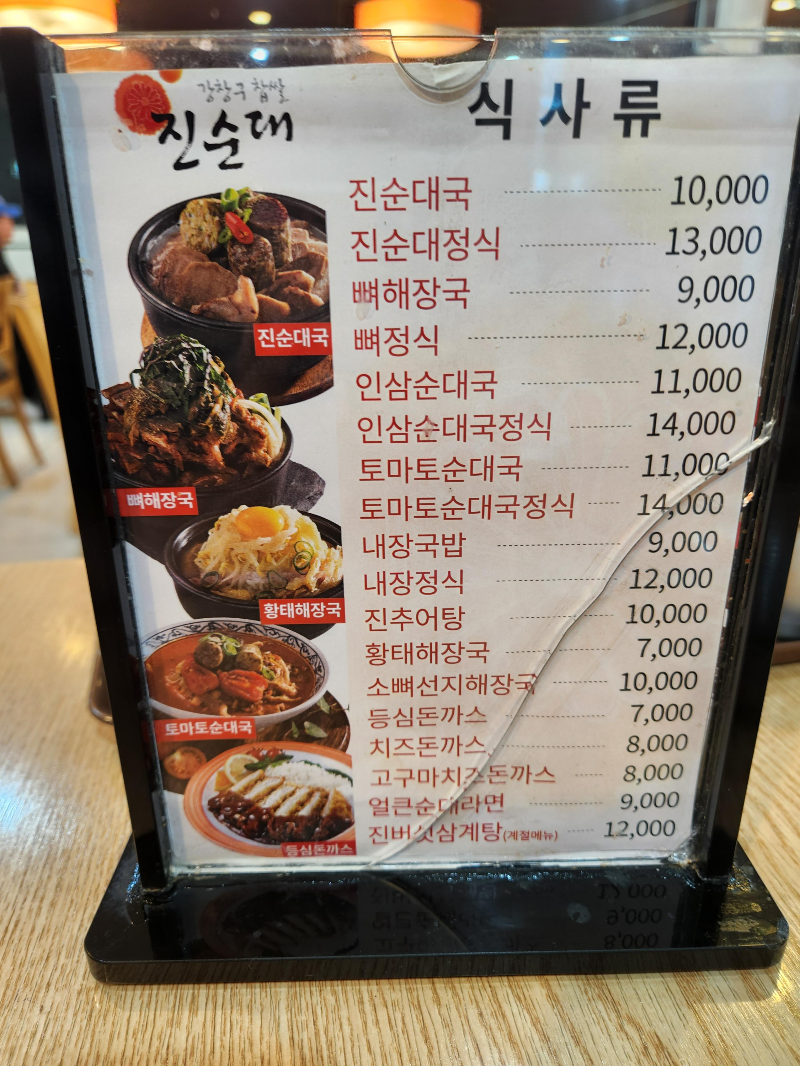 강창구 찹쌀
진순대
식사류
진순대국 10,000
진순대정식 13,000
뼈해장국 9,000
뼈정식 12,000
인삼순대국 11,000
인삼순대국정식 14,000
토마토순대국 11,000
토마토순대국정식 14,000
내장국밥 9,000
내장정식 12,000
진추어탕 10,000
황태해장국 7,000
소뼈선지해장국 10,000
등심돈까스 7,000
치즈돈까스 8,000
고구마치즈돈까스 8,000
얼큰순대라면 9,000
진버섯삼계탕(계절메뉴) 12,000
진순대국
뼈해장국
황태해장국
토마토순대국
등심돈까스